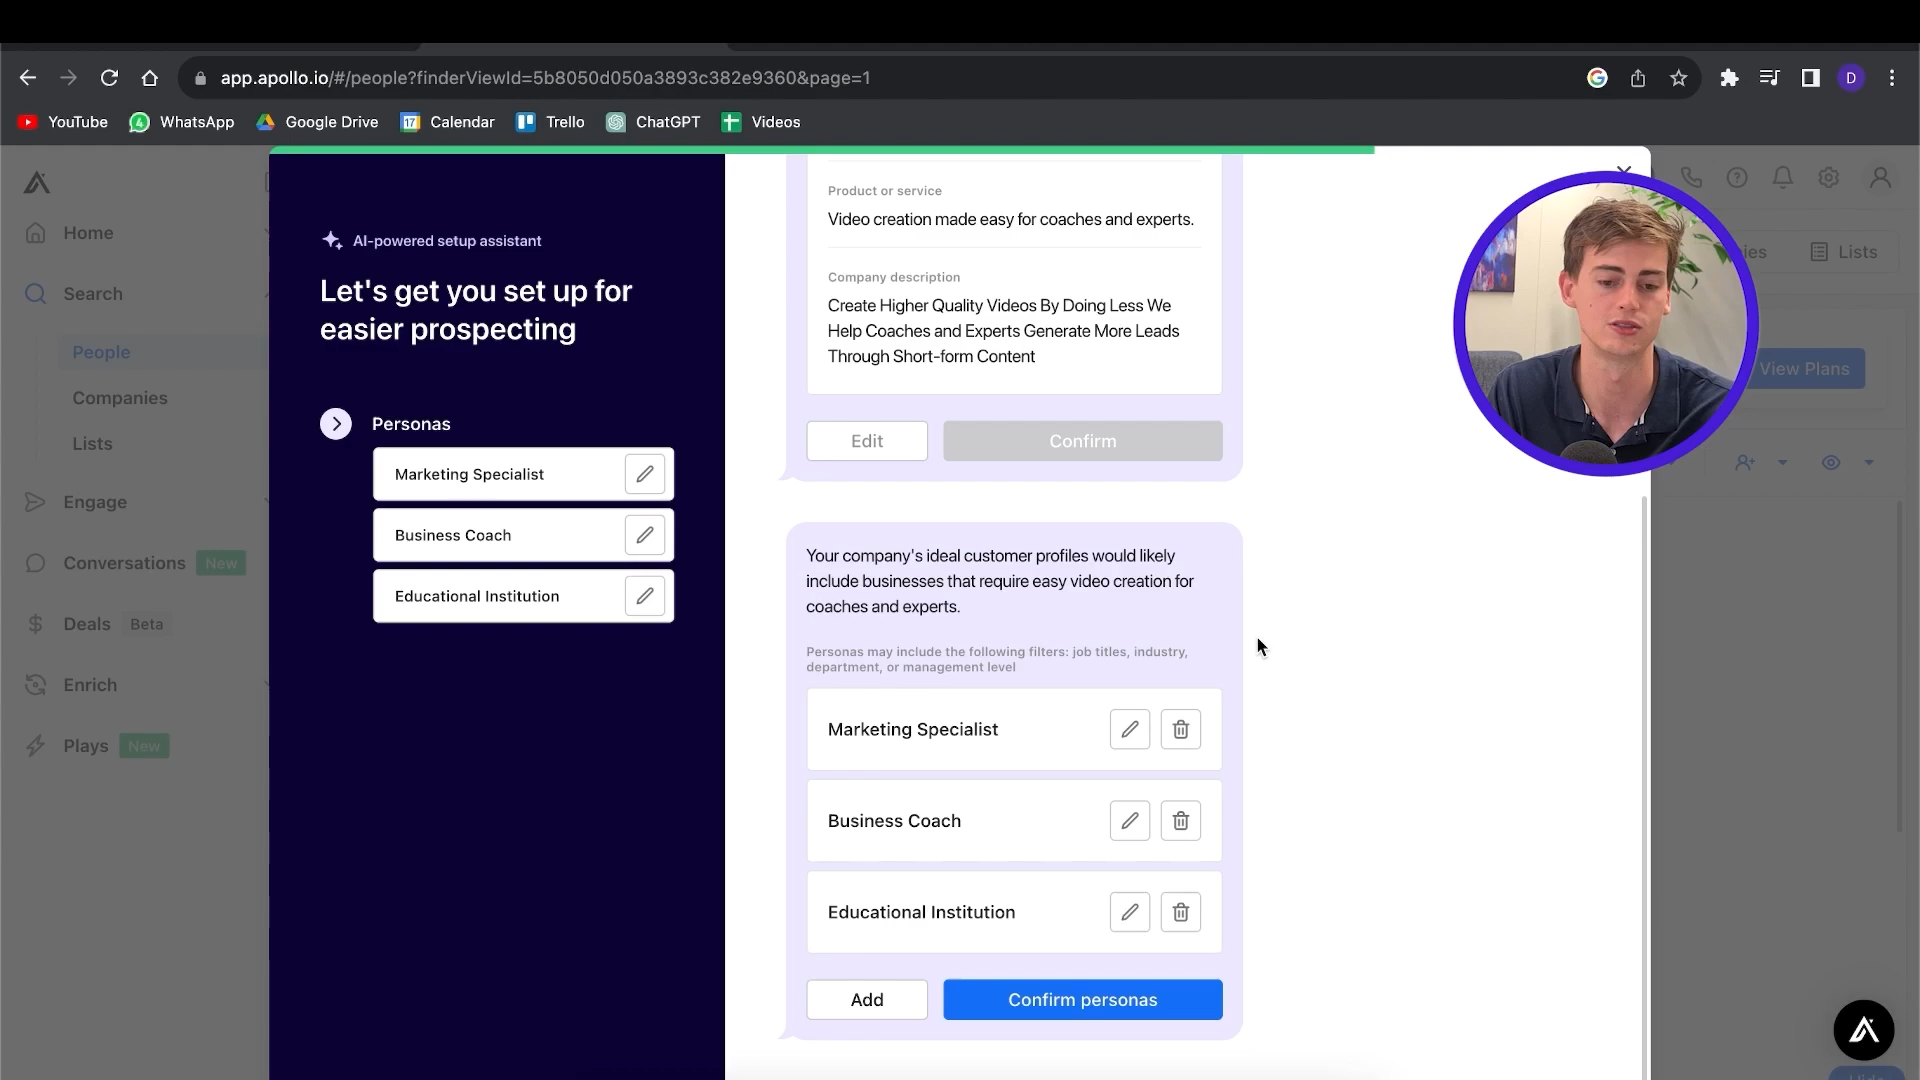 app.apollo.io/#/people?finderViewId=5b8050d050a3893c382e9360&page=1
D
YouTube
4
WhatsApp
Google Drive
17
Calendar
Trello
ChatGPT
Videos
Home
Search
People
Companies
Lists
Engage
Conversations
New
Deals
Beta
Enrich
Plays
New
AI-powered setup assistant
Let's get you set up for
easier prospecting
Personas
Marketing Specialist
Business Coach
Educational Institution
Product or service
Video creation made easy for coaches and experts.
Company description
Create Higher Quality Videos By Doing Less We
Help Coaches and Experts Generate More Leads
Through Short-form Content
Edit
Confirm
Your company's ideal customer profiles would likely
include businesses that require easy video creation for
coaches and experts.
Personas may include the following filters: job titles, industry,
department, or management level
Marketing Specialist
Business Coach
Educational Institution
Add
Confirm personas
Lists
View Plans